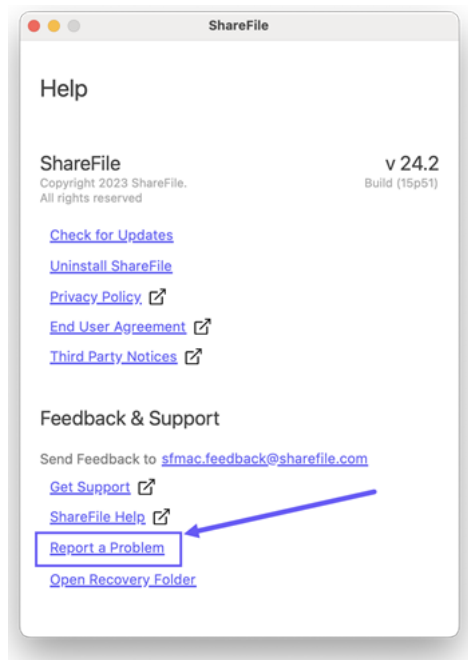 ShareFile
Help
ShareFile v 24.2
Copyright 2023 ShareFile. Build (15p51)
All rights reserved
Check for Updates
Uninstall ShareFile
Privacy Policy
End User Agreement
Third Party Notices
Feedback & Support
Send Feedback to sfmac.feedback@sharefile.com
Get Support
ShareFile Help
Report a Problem
Open Recovery Folder